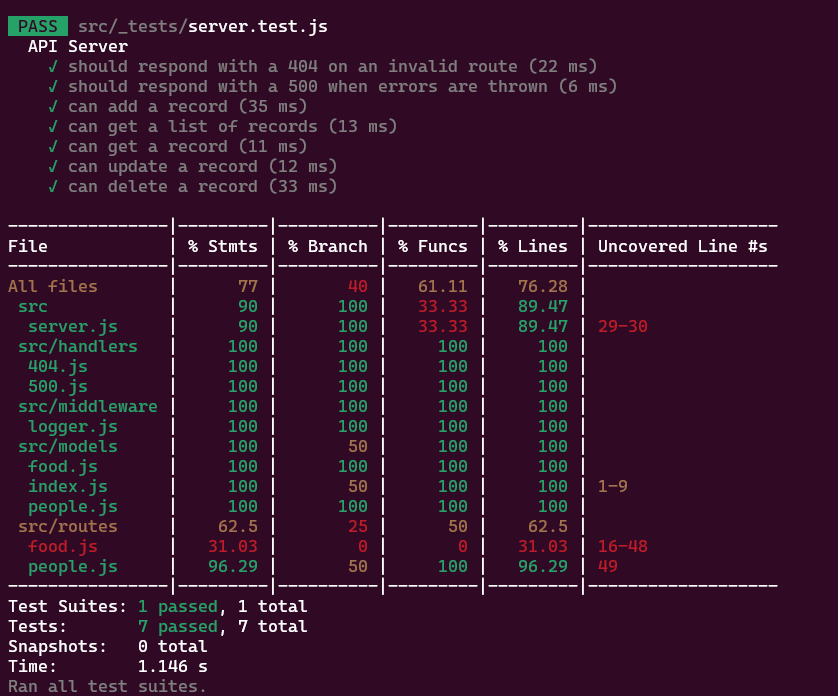 PASS src/_tests/server.test.js
API Server
✓ should respond with a 404 on an invalid route (22 ms)
✓ should respond with a 500 when errors are thrown (6 ms)
✓ can add a record (35 ms)
✓ can get a list of records (13 ms)
✓ can get a record (11 ms)
✓ can update a record (12 ms)
✓ can delete a record (33 ms)
----------------|---------|----------|---------|---------|-------------------
File | % Stmts | % Branch | % Funcs | % Lines | Uncovered Line #s
----------------|---------|----------|---------|---------|-------------------
All files | 77 | 40 | 61.11 | 76.28 |
src | 90 | 100 | 33.33 | 89.47 |
server.js | 90 | 100 | 33.33 | 89.47 | 29-30
src/handlers | 100 | 100 | 100 | 100 |
404.js | 100 | 100 | 100 | 100 |
500.js | 100 | 100 | 100 | 100 |
src/middleware | 100 | 100 | 100 | 100 |
logger.js | 100 | 100 | 100 | 100 |
src/models | 100 | 50 | 100 | 100 |
food.js | 100 | 100 | 100 | 100 |
index.js | 100 | 50 | 100 | 100 | 1-9
people.js | 100 | 100 | 100 | 100 |
src/routes | 62.5 | 25 | 50 | 62.5 |
food.js | 31.03 | 0 | 0 | 31.03 | 16-48
people.js | 96.29 | 50 | 100 | 96.29 | 49
----------------|---------|----------|---------|---------|-------------------
Test Suites: 1 passed, 1 total
Tests: 7 passed, 7 total
Snapshots: 0 total
Time: 1.146 s
Ran all test suites.